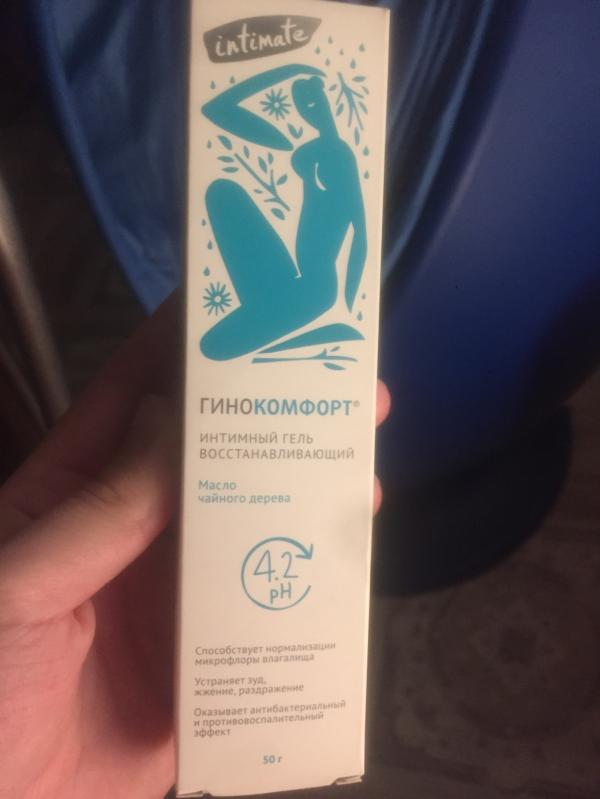 intimate
ГИНОКОМФОРТ®
ИНТИМНЫЙ ГЕЛЬ
ВОССТАНАВЛИВАЮЩИЙ
Масло
чайного дерева
4.2
pH
Способствует нормализации
микрофлоры влагалища
Устраняет зуд,
жжение, раздражение
Оказывает антибактериальный
и противовоспалительный
эффект
50 г